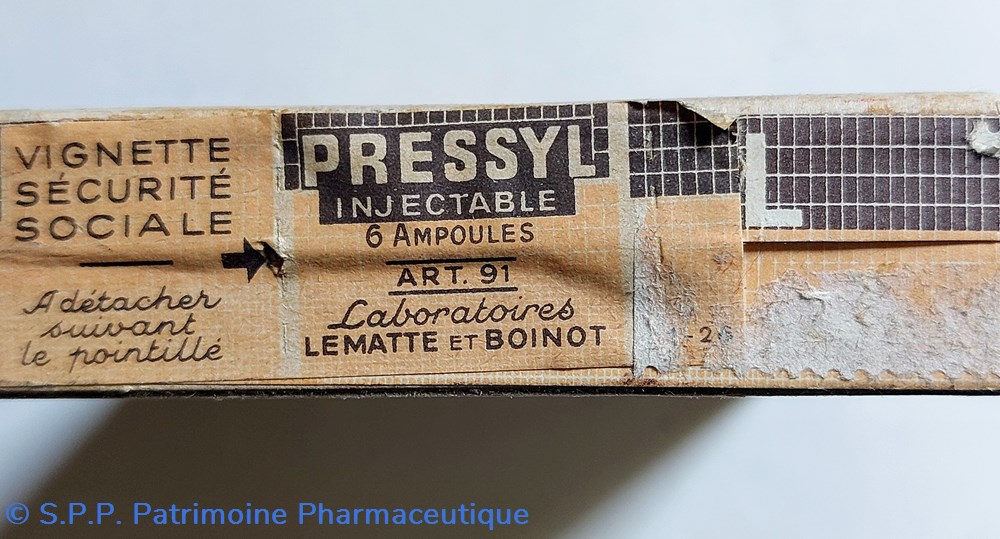 VIGNETTE
SÉCURITÉ
SOCIALE
A détacher
suivant
le pointillé
PRESSYL
INJECTABLE
6 AMPOULES
ART. 91
Laboratoires
LEMATTE ET BOINOT
L
© S.P.P. Patrimoine Pharmaceutique